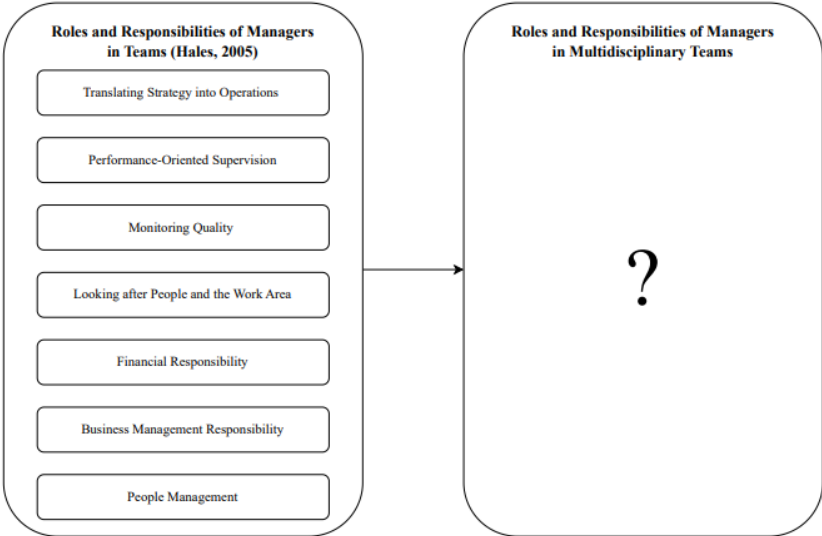 Roles and Responsibilities of Managers
in Teams (Hales, 2005)
Translating Strategy into Operations
Performance-Oriented Supervision
Monitoring Quality
Looking after People and the Work Area
Financial Responsibility
Business Management Responsibility
People Management
Roles and Responsibilities of Managers
in Multidisciplinary Teams
?